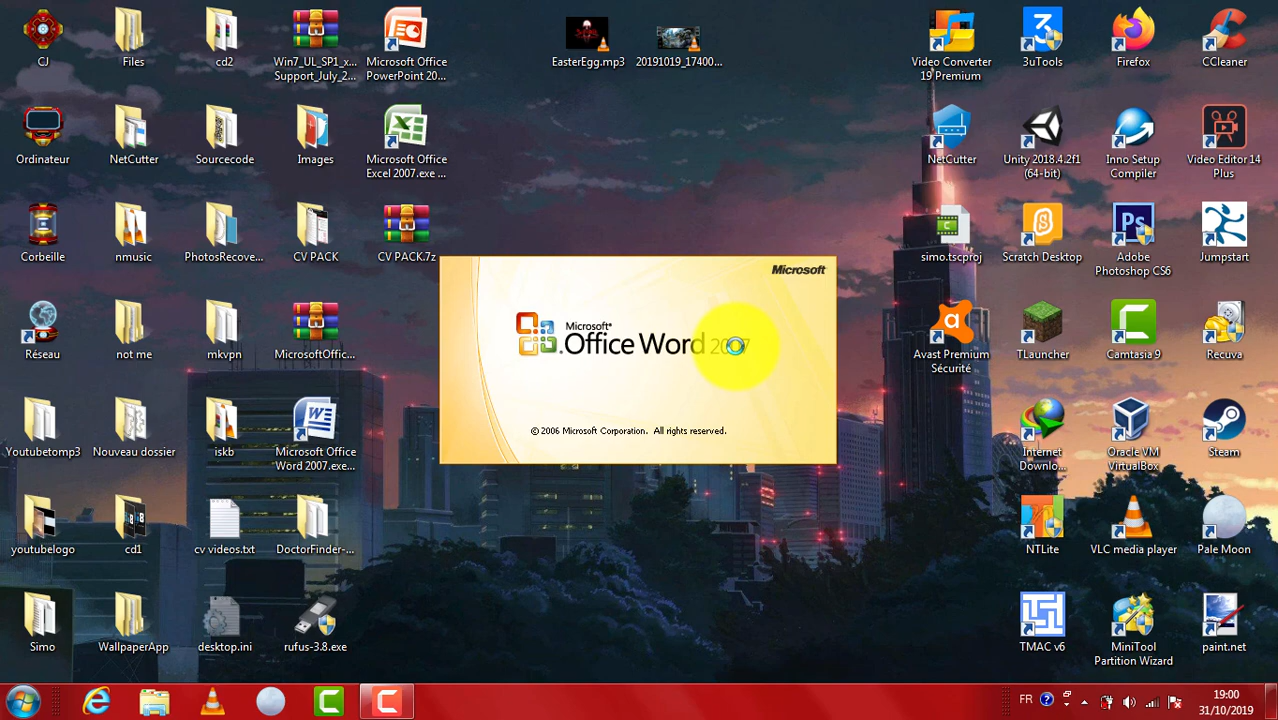 CJ
Files
cd2
Win7_UL_SP1_x...
Support_July_2...
Microsoft Office
PowerPoint 20...
EasterEgg.mp3
20191019_17400...
Video Converter
19 Premium
3uTools
Firefox
CCleaner
Ordinateur
NetCutter
Sourcecode
Images
Microsoft Office
Excel 2007.exe ...
NetCutter
Unity 2018.4.2f1
(64-bit)
Inno Setup
Compiler
Video Editor 14
Plus
Corbeille
nmusic
PhotosRecove...
CV PACK
CV PACK.7z
simo.tscproj
Scratch Desktop
Ps
Adobe
Photoshop CS6
Jumpstart
Microsoft
Microsoft®
Office Word 2007
© 2006 Microsoft Corporation. All rights reserved.
Réseau
not me
mkvpn
MicrosoftOffic...
Avast Premium
Sécurité
TLauncher
Camtasia 9
Recuva
Youtubetomp3
Nouveau dossier
iskb
Microsoft Office
Word 2007.exe...
Internet
Downlo...
Oracle VM
VirtualBox
Steam
youtubelogo
cd1
cv videos.txt
DoctorFinder-...
NTLite
VLC media player
Pale Moon
Simo
WallpaperApp
desktop.ini
rufus-3.8.exe
TMAC v6
MiniTool
Partition Wizard
paint.net
FR
19:00
31/10/2019